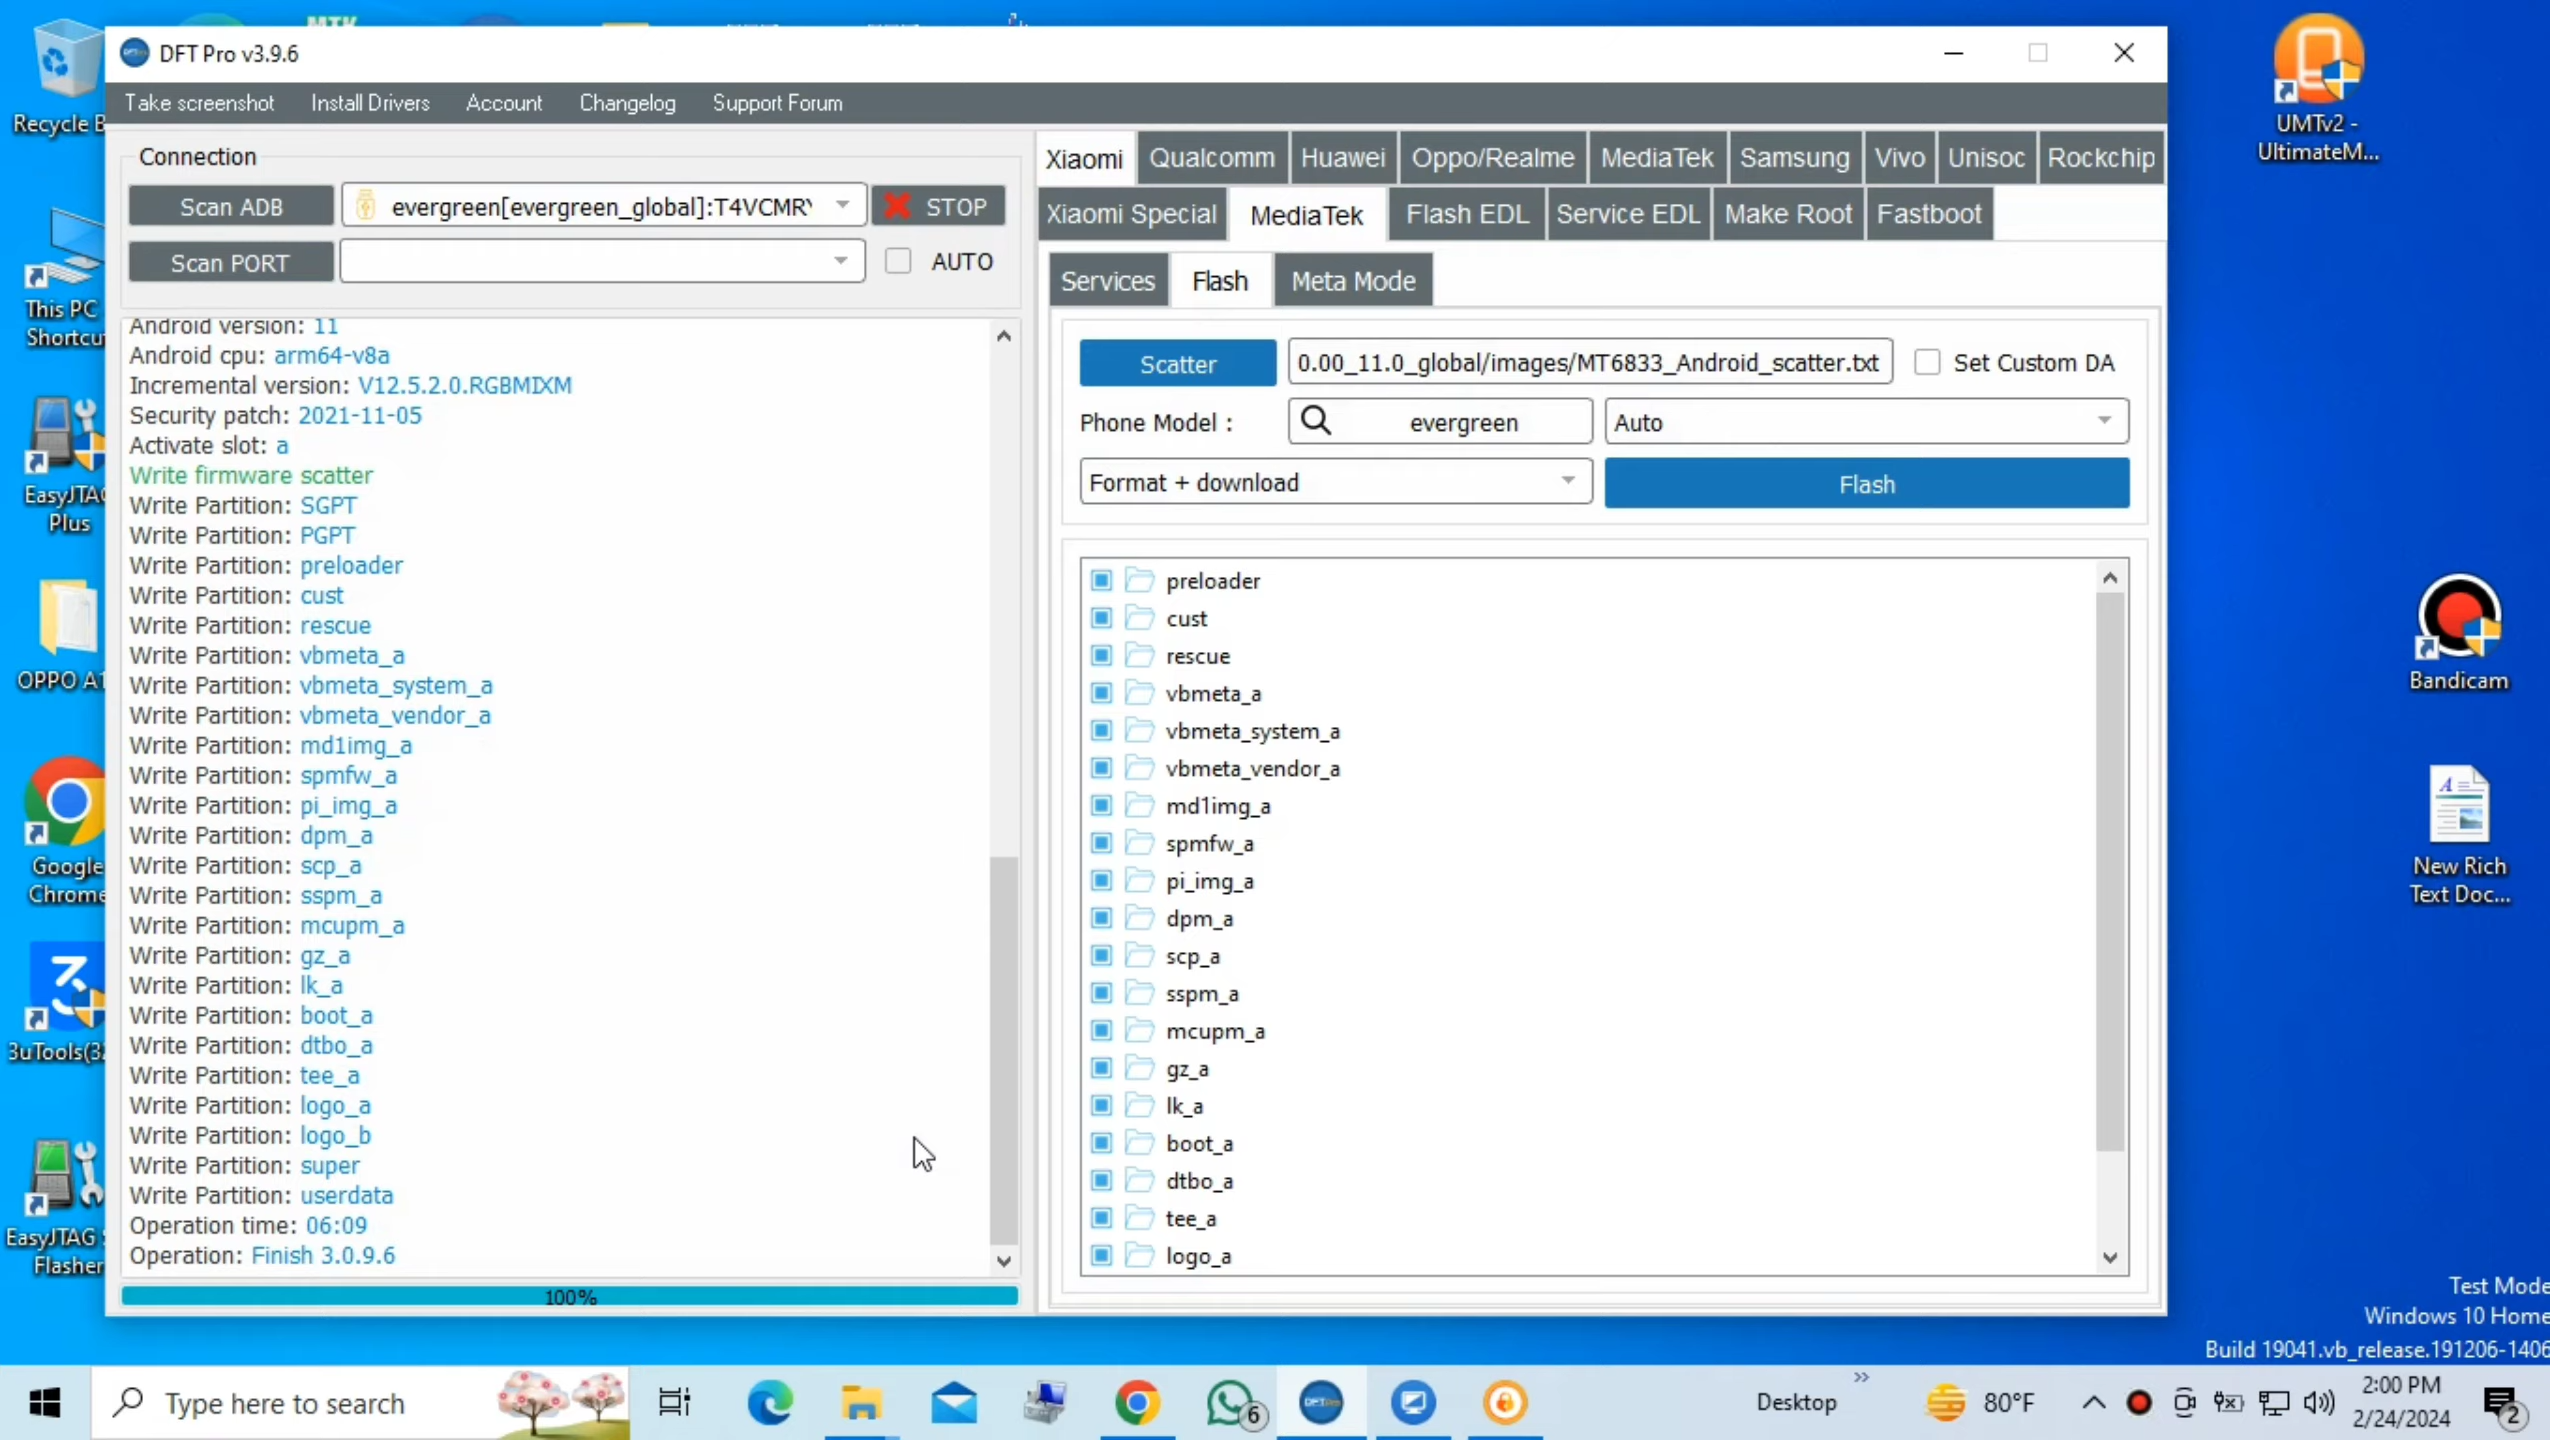 MTK
DFT Pro v3.9.6
Take screenshot Install Drivers Account Changelog Support Forum
Connection
Scan ADB evergreen[evergreen_global]:T4VCMR STOP
Scan PORT AUTO
Android version: 11
Android cpu: arm64-v8a
Incremental version: V12.5.2.0.RGBMIXM
Security patch: 2021-11-05
Activate slot: a
Write firmware scatter
Write Partition: SGPT
Write Partition: PGPT
Write Partition: preloader
Write Partition: cust
Write Partition: rescue
Write Partition: vbmeta_a
Write Partition: vbmeta_system_a
Write Partition: vbmeta_vendor_a
Write Partition: md1img_a
Write Partition: spmfw_a
Write Partition: pi_img_a
Write Partition: dpm_a
Write Partition: scp_a
Write Partition: sspm_a
Write Partition: mcupm_a
Write Partition: gz_a
Write Partition: lk_a
Write Partition: boot_a
Write Partition: dtbo_a
Write Partition: tee_a
Write Partition: logo_a
Write Partition: logo_b
Write Partition: super
Write Partition: userdata
Operation time: 06:09
Operation: Finish 3.0.9.6
100%
Xiaomi Qualcomm Huawei Oppo/Realme MediaTek Samsung Vivo Unisoc Rockchip
Xiaomi Special MediaTek Flash EDL Service EDL Make Root Fastboot
Services Flash Meta Mode
Scatter 0.00_11.0_global/images/MT6833_Android_scatter.txt Set Custom DA
Phone Model : evergreen Auto
Format + download Flash
preloader
cust
rescue
vbmeta_a
vbmeta_system_a
vbmeta_vendor_a
md1img_a
spmfw_a
pi_img_a
dpm_a
scp_a
sspm_a
mcupm_a
gz_a
lk_a
boot_a
dtbo_a
tee_a
logo_a
Recycle B
This PC
Shortcu
EasyJTAG
Plus
OPPO A1
Google
Chrome
3uTools(3
EasyJTAG
Flasher
UMTv2 -
UltimateM...
Bandicam
New Rich
Text Doc...
Test Mode
Windows 10 Home
Build 19041.vb_release.191206-1406
Type here to search
6
DFTPro
Desktop
80°F
2:00 PM
2/24/2024
2